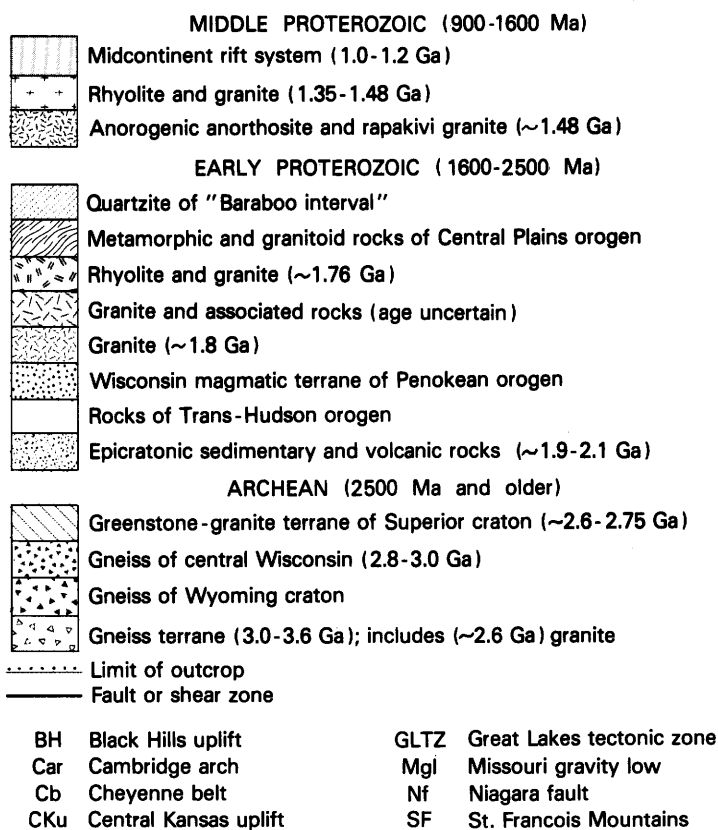 MIDDLE PROTEROZOIC (900-1600 Ma)
Midcontinent rift system (1.0-1.2 Ga)
Rhyolite and granite (1.35-1.48 Ga)
Anorogenic anorthosite and rapakivi granite (~1.48 Ga)
EARLY PROTEROZOIC (1600-2500 Ma)
Quartzite of "Baraboo interval"
Metamorphic and granitoid rocks of Central Plains orogen
Rhyolite and granite (~1.76 Ga)
Granite and associated rocks (age uncertain)
Granite (~1.8 Ga)
Wisconsin magmatic terrane of Penokean orogen
Rocks of Trans-Hudson orogen
Epicratonic sedimentary and volcanic rocks (~1.9-2.1 Ga)
ARCHEAN (2500 Ma and older)
Greenstone-granite terrane of Superior craton (~2.6-2.75 Ga)
Gneiss of central Wisconsin (2.8-3.0 Ga)
Gneiss of Wyoming craton
Gneiss terrane (3.0-3.6 Ga); includes (~2.6 Ga) granite
Limit of outcrop
Fault or shear zone
BH Black Hills uplift GLTZ Great Lakes tectonic zone
Car Cambridge arch Mgl Missouri gravity low
Cb Cheyenne belt Nf Niagara fault
CKu Central Kansas uplift SF St. Francois Mountains